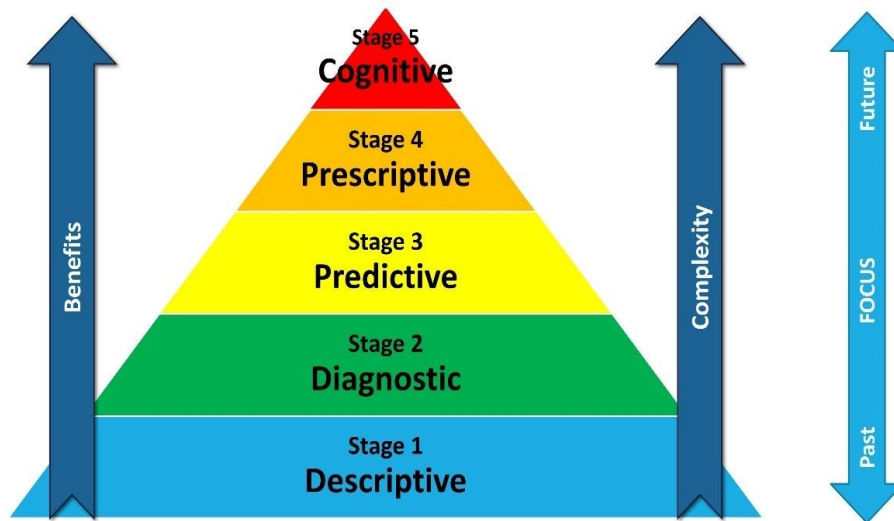 Stage 5
Cognitive
Stage 4
Prescriptive
Stage 3
Predictive
Stage 2
Diagnostic
Stage 1
Descriptive
Benefits
Complexity
Future
FOCUS
Past